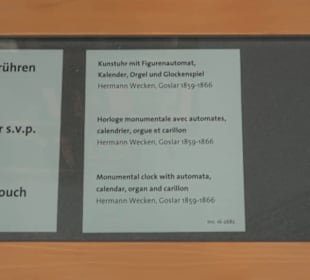 rühren
r s.v.p.
ouch
Kunstuhr mit Figurenautomat,
Kalender, Orgel und Glockenspiel
Hermann Wecken, Goslar 1859-1866
Horloge monumentale avec automates,
calendrier, orgue et carillon
Hermann Wecken, Goslar 1859-1866
Monumental clock with automata,
calendar, organ and carillon
Hermann Wecken, Goslar 1859-1866